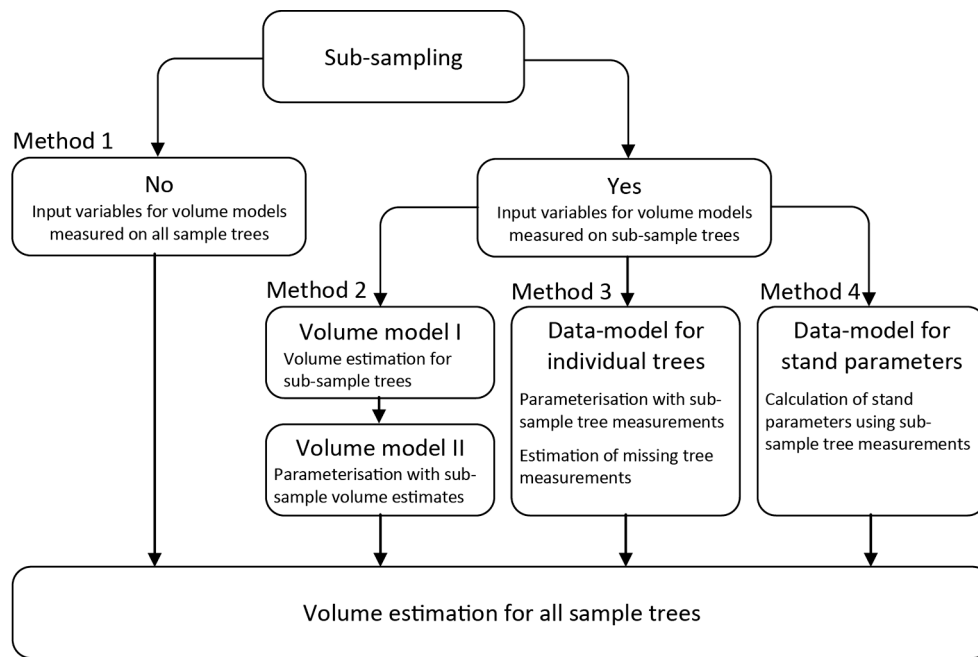 Sub-sampling
Method 1
No
Input variables for volume models
measured on all sample trees
Yes
Input variables for volume models
measured on sub-sample trees
Method 2
Volume model I
Volume estimation for
sub-sample trees
Volume model II
Parameterisation with sub-
sample volume estimates
Method 3
Data-model for
individual trees
Parameterisation with sub-
sample tree measurements
Estimation of missing tree
measurements
Method 4
Data-model for
stand parameters
Calculation of stand
parameters using sub-
sample tree measurements
Volume estimation for all sample trees